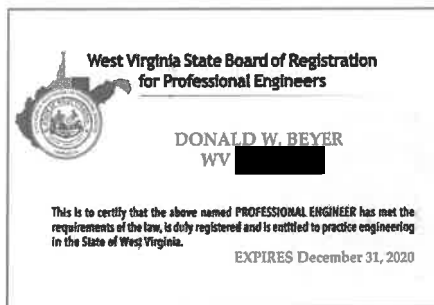 West Virginia State Board of Registration
for Professional Engineers
DONALD W. BEYER
WV
This is to certify that the above named PROFESSIONAL ENGINEER has met the
requirements of the law, is duly registered and is entitled to practice engineering
in the State of West Virginia.
EXPIRES December 31, 2020